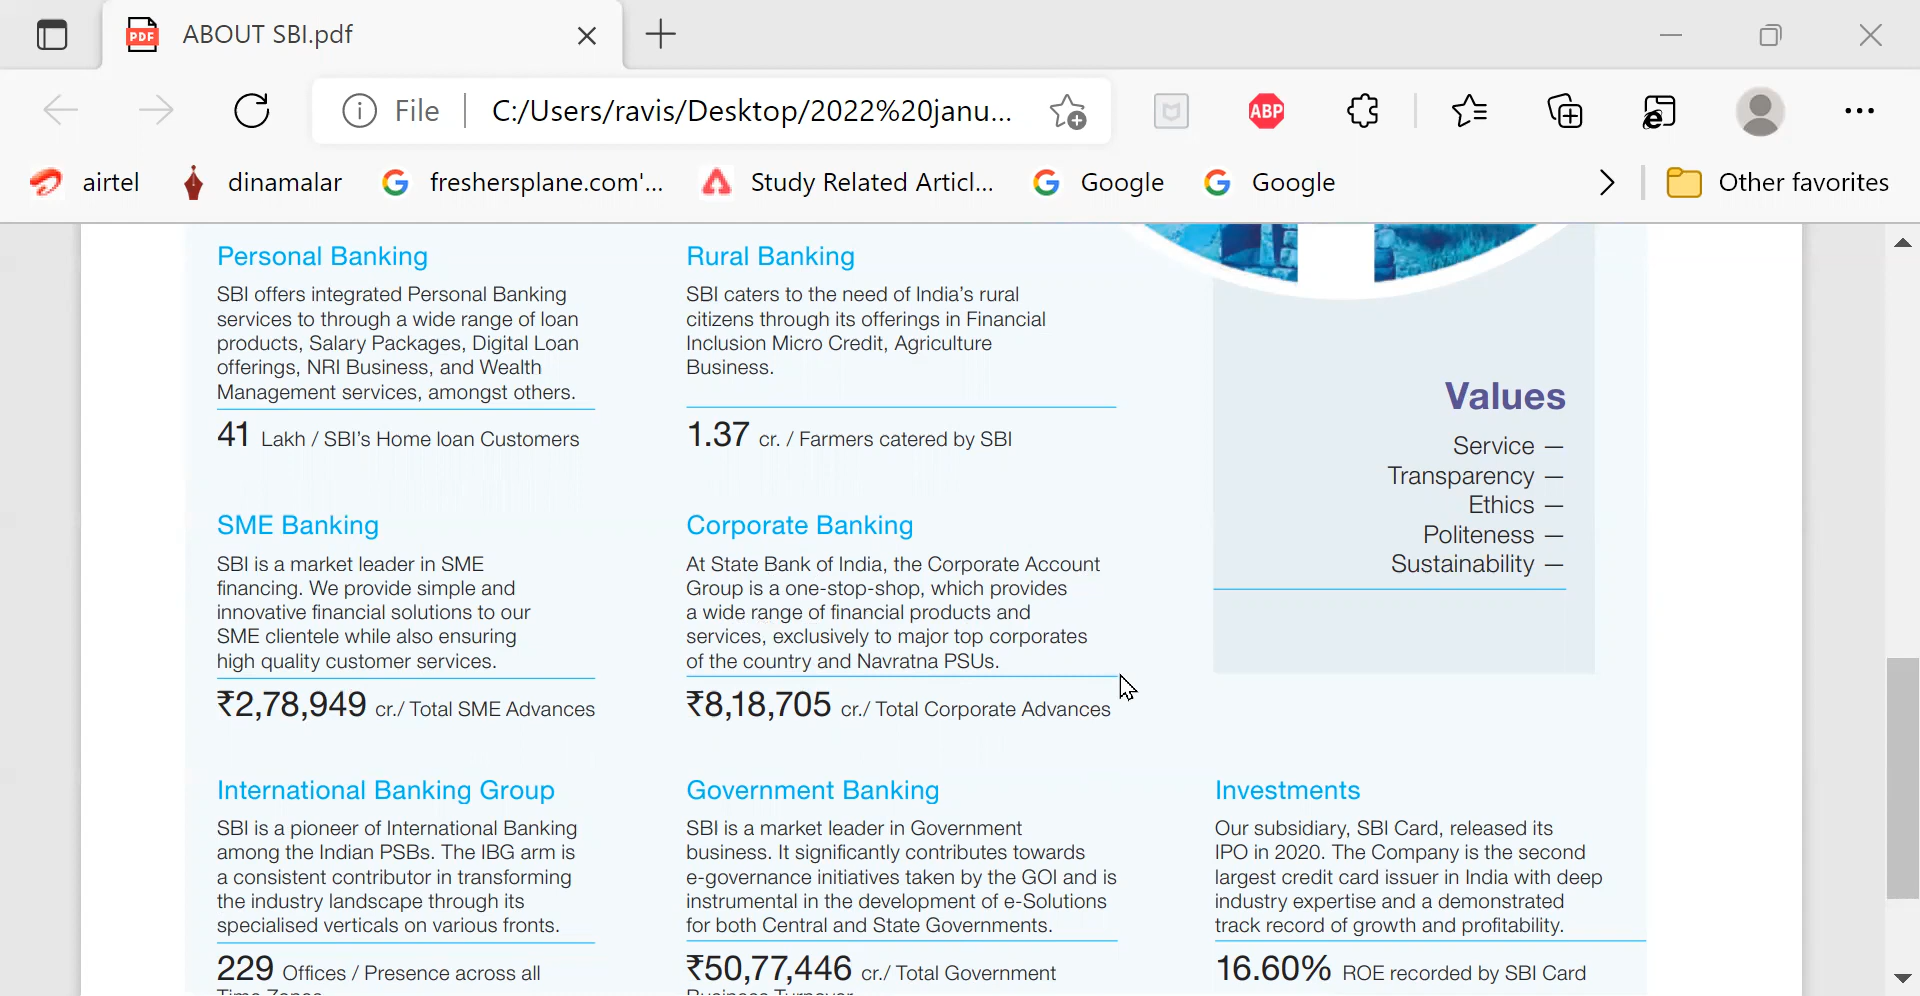 ABOUT SBI.pdf
File
C:/Users/ravis/Desktop/2022%20janu...
ABP
airtel
dinamalar
freshersplane.com'...
Study Related Articl...
Google
Google
Other favorites
Personal Banking
SBI offers integrated Personal Banking
services to through a wide range of loan
products, Salary Packages, Digital Loan
offerings, NRI Business, and Wealth
Management services, amongst others.
41 Lakh / SBI's Home loan Customers
Rural Banking
SBI caters to the need of India's rural
citizens through its offerings in Financial
Inclusion Micro Credit, Agriculture
Business.
1.37 cr. / Farmers catered by SBI
Values
Service —
Transparency —
Ethics —
Politeness —
Sustainability —
SME Banking
SBI is a market leader in SME
financing. We provide simple and
innovative financial solutions to our
SME clientele while also ensuring
high quality customer services.
₹2,78,949 cr./ Total SME Advances
Corporate Banking
At State Bank of India, the Corporate Account
Group is a one-stop-shop, which provides
a wide range of financial products and
services, exclusively to major top corporates
of the country and Navratna PSUs.
₹8,18,705 cr./ Total Corporate Advances
International Banking Group
SBI is a pioneer of International Banking
among the Indian PSBs. The IBG arm is
a consistent contributor in transforming
the industry landscape through its
specialised verticals on various fronts.
229 Offices / Presence across all
Time Zones
Government Banking
SBI is a market leader in Government
business. It significantly contributes towards
e-governance initiatives taken by the GOI and is
instrumental in the development of e-Solutions
for both Central and State Governments.
₹50,77,446 cr./ Total Government
Business Turnover
Investments
Our subsidiary, SBI Card, released its
IPO in 2020. The Company is the second
largest credit card issuer in India with deep
industry expertise and a demonstrated
track record of growth and profitability.
16.60% ROE recorded by SBI Card